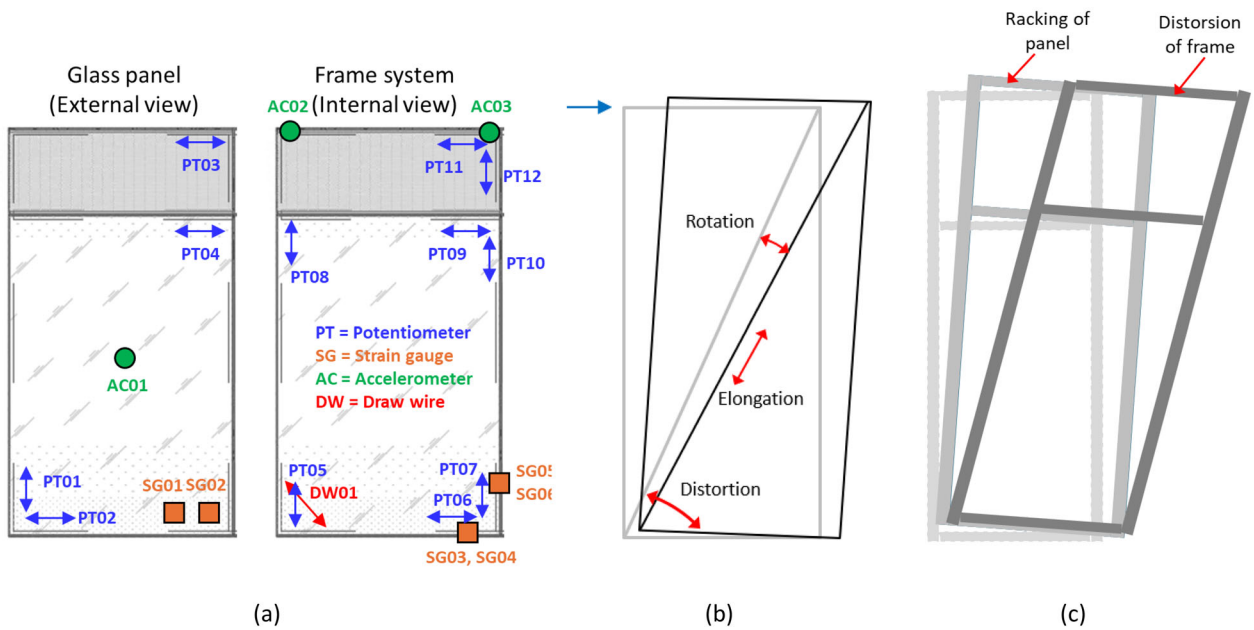 Glass panel
(External view)
PT03
PT04
AC01
PT01
PT02
SG01
SG02
Frame system
(Internal view)
AC02
AC03
PT11
PT12
PT08
PT09
PT10
PT = Potentiometer
SG = Strain gauge
AC = Accelerometer
DW = Draw wire
PT05
DW01
PT07
PT06
SG05
SG06
SG03, SG04
(a)
Rotation
Elongation
Distortion
(b)
Racking of
panel
Distorsion
of frame
(c)